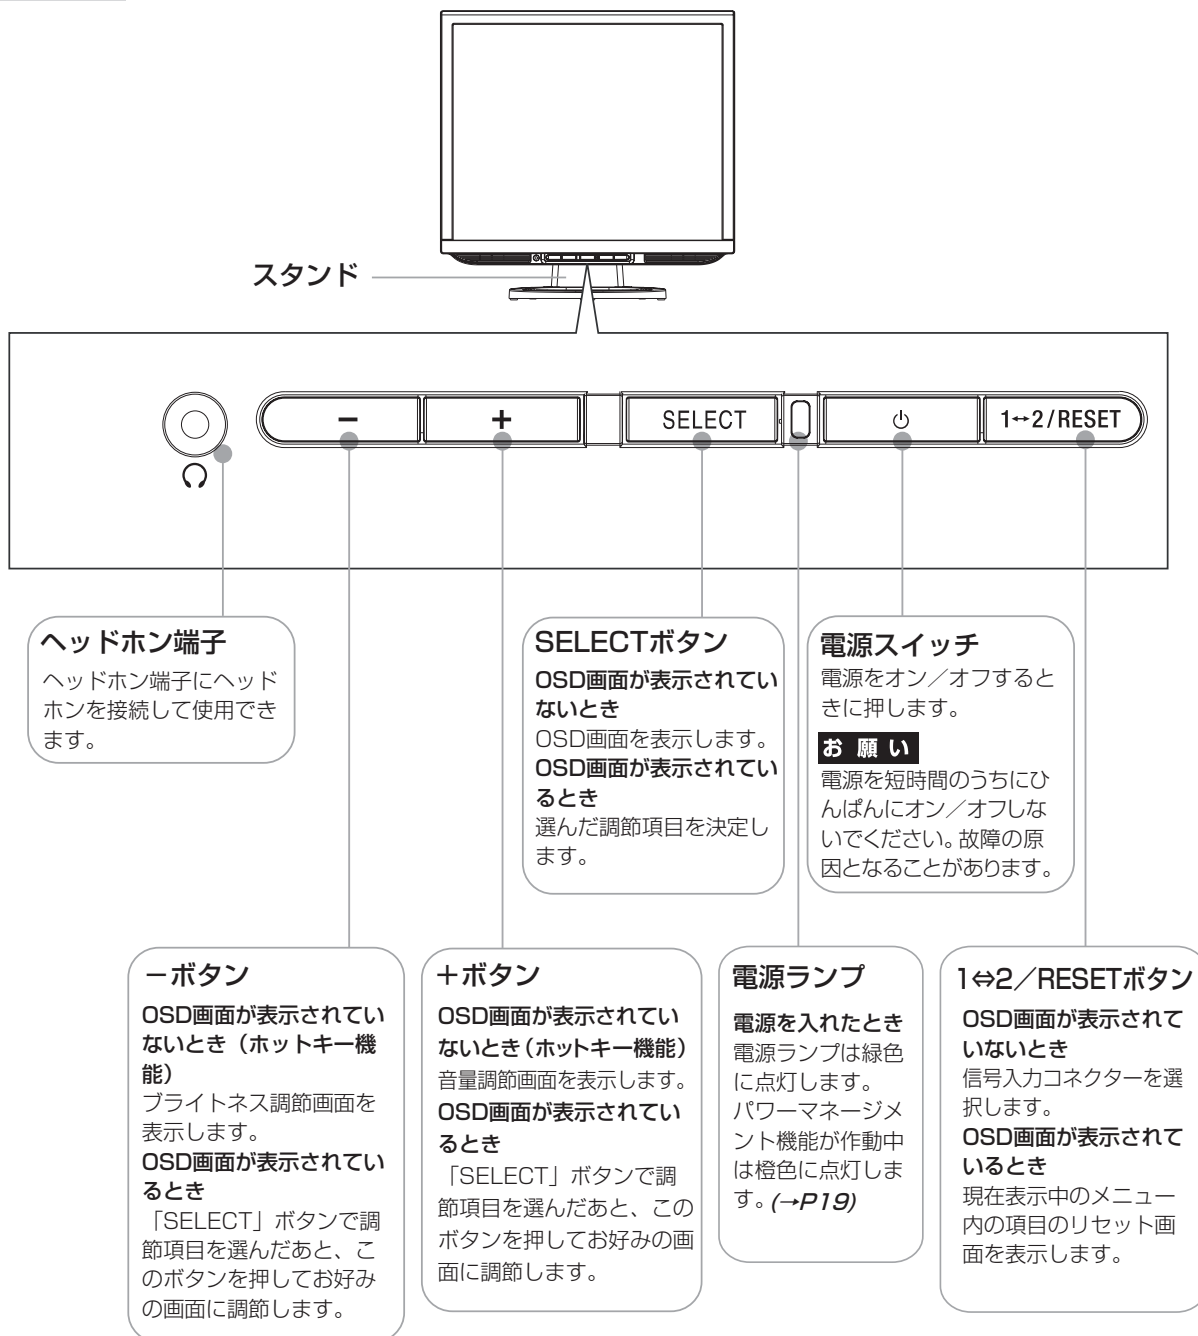 スタンド
−
+
SELECT
1↔2/RESET
ヘッドホン端子
ヘッドホン端子にヘッド
ホンを接続して使用でき
ます。
SELECTボタン
OSD画面が表示されてい
ないとき
OSD画面を表示します。
OSD画面が表示されてい
るとき
選んだ調節項目を決定し
ます。
電源スイッチ
電源をオン／オフすると
きに押します。
お願い
電源を短時間のうちにひ
んぱんにオン／オフしな
いでください。故障の原
因となることがあります。
−ボタン
OSD画面が表示されてい
ないとき（ホットキー機
能）
ブライトネス調節画面を
表示します。
OSD画面が表示されてい
るとき
「SELECT」ボタンで調
節項目を選んだあと、こ
のボタンを押してお好み
の画面に調節します。
＋ボタン
OSD画面が表示されてい
ないとき（ホットキー機能）
音量調節画面を表示します。
OSD画面が表示されてい
るとき
「SELECT」ボタンで調
節項目を選んだあと、この
ボタンを押してお好みの画
面に調節します。
電源ランプ
電源を入れたとき
電源ランプは緑色
に点灯します。
パワーマネージメ
ント機能が作動中
は橙色に点灯しま
す。(→P19)
1⇔2／RESETボタン
OSD画面が表示されて
いないとき
信号入力コネクターを選
択します。
OSD画面が表示されて
いるとき
現在表示中のメニュー
内の項目のリセット画
面を表示します。